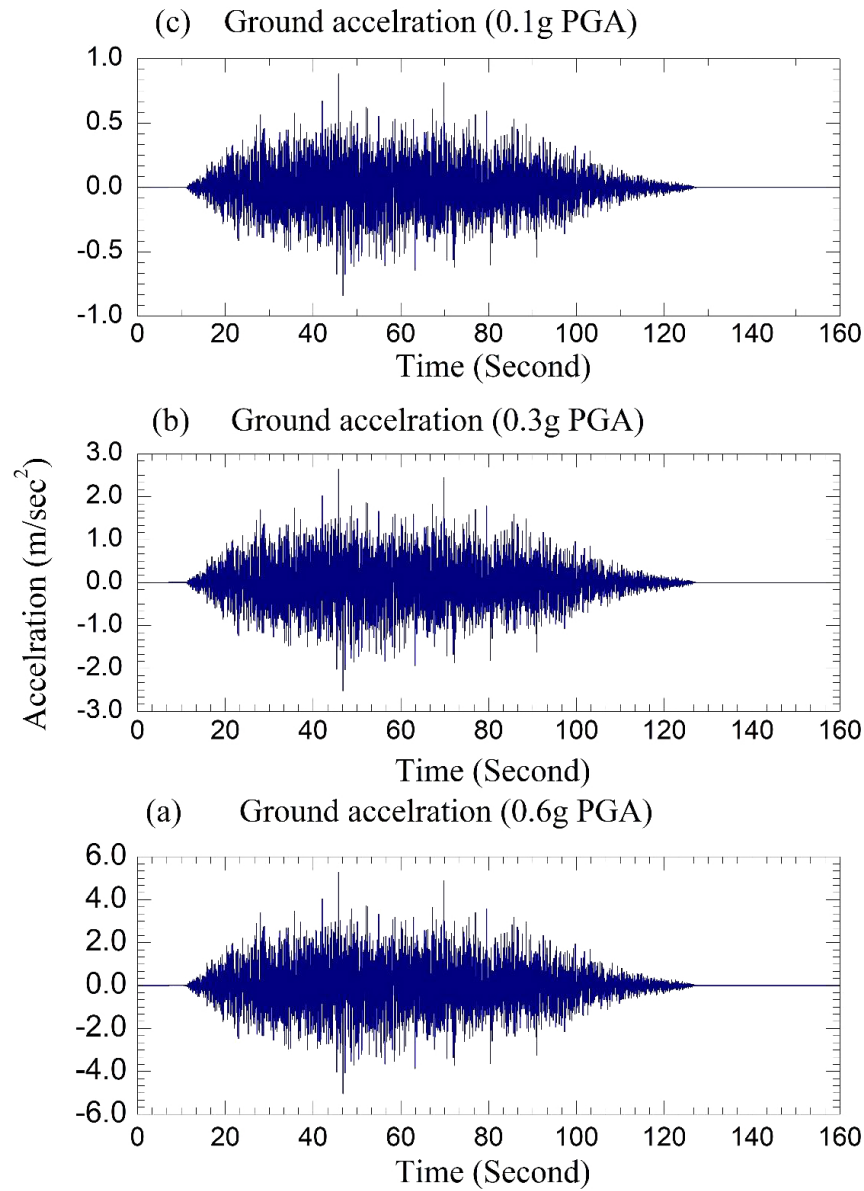 (c) Ground accelration (0.1g PGA)
1.0
0.5
0.0
-0.5
-1.0
0 20 40 60 80 100 120 140 160
Time (Second)
(b) Ground accelration (0.3g PGA)
3.0
2.0
1.0
0.0
-1.0
-2.0
-3.0
Accelration (m/sec²)
0 20 40 60 80 100 120 140 160
Time (Second)
(a) Ground accelration (0.6g PGA)
6.0
4.0
2.0
0.0
-2.0
-4.0
-6.0
0 20 40 60 80 100 120 140 160
Time (Second)